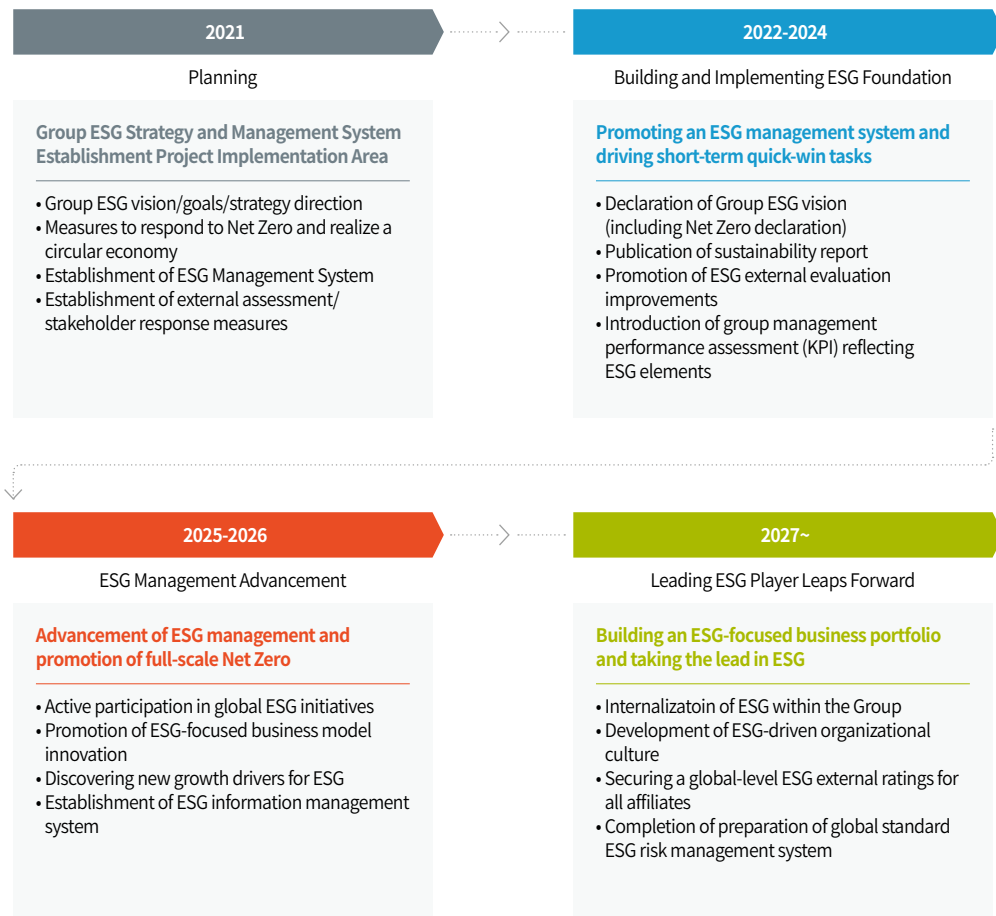 2021
Planning
Group ESG Strategy and Management System
Establishment Project Implementation Area
• Group ESG vision/goals/strategy direction
• Measures to respond to Net Zero and realize a
circular economy
• Establishment of ESG Management System
• Establishment of external assessment/
stakeholder response measures
2022-2024
Building and Implementing ESG Foundation
Promoting an ESG management system and
driving short-term quick-win tasks
• Declaration of Group ESG vision
(including Net Zero declaration)
• Publication of sustainability report
• Promotion of ESG external evaluation
improvements
• Introduction of group management
performance assessment (KPI) reflecting
ESG elements
2025-2026
ESG Management Advancement
Advancement of ESG management and
promotion of full-scale Net Zero
• Active participation in global ESG initiatives
• Promotion of ESG-focused business model
innovation
• Discovering new growth drivers for ESG
• Establishment of ESG information management
system
2027~
Leading ESG Player Leaps Forward
Building an ESG-focused business portfolio
and taking the lead in ESG
• Internalizatoin of ESG within the Group
• Development of ESG-driven organizational
culture
• Securing a global-level ESG external ratings for
all affiliates
• Completion of preparation of global standard
ESG risk management system